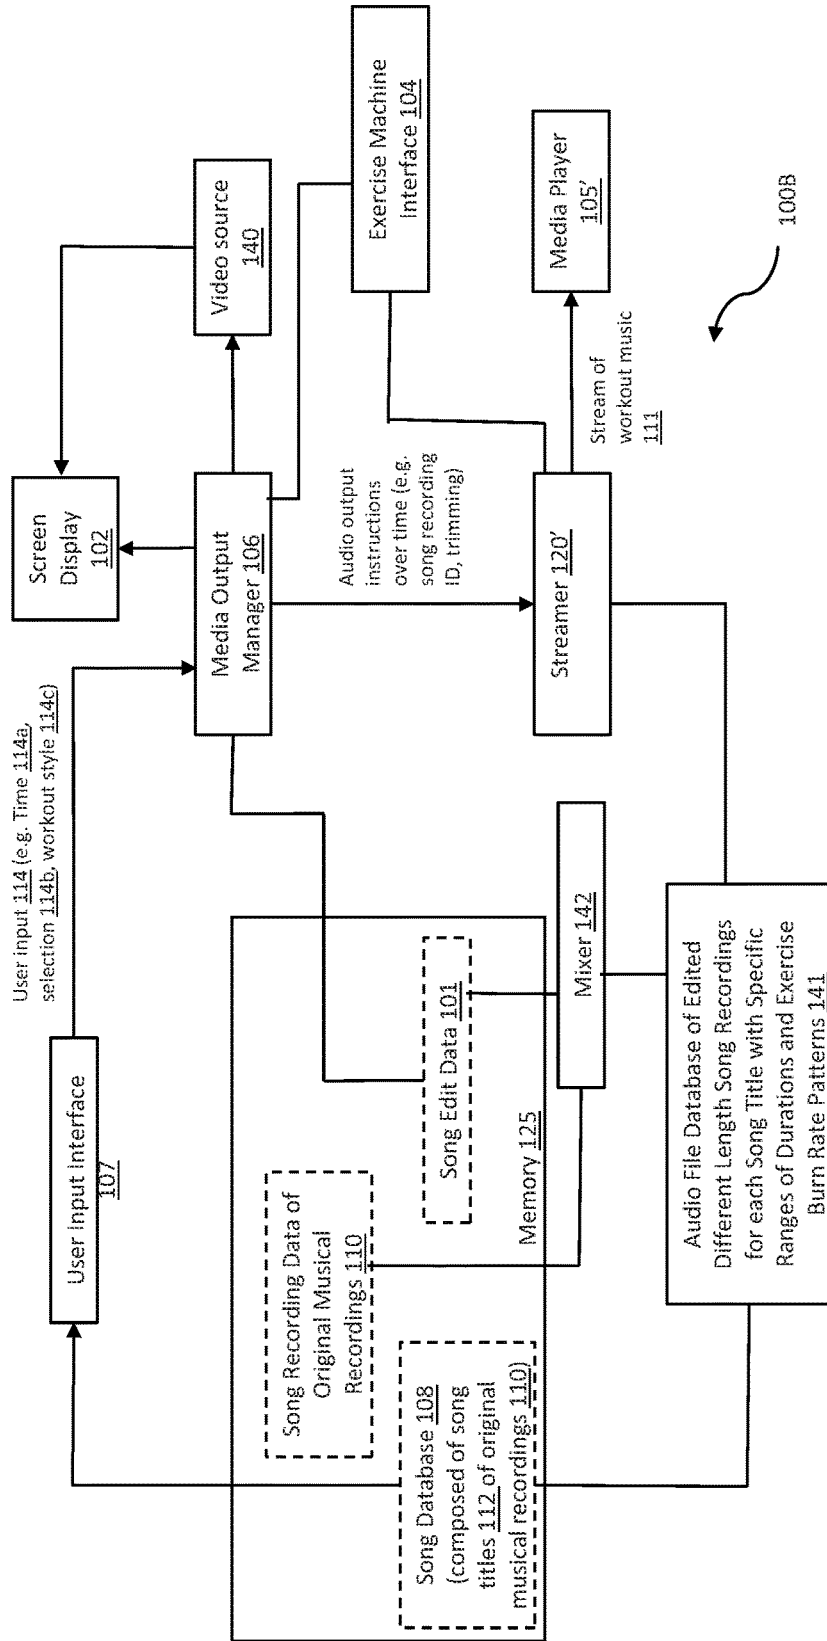 User input 114 (e.g. Time 114a,
selection 114b, workout style 114c)
User Input Interface
107
Screen
Display
102
Media Output
Manager 106
Video source
140
Exercise Machine
Interface 104
Song Recording Data of
Original Musical
Recordings 110
Song Edit Data 101
Song Database 108
(composed of song
titles 112 of original
musical recordings 110)
Memory 125
Audio output
instructions
over time (e.g.
song recording
ID, trimming)
Mixer 142
Streamer 120'
Stream of
workout music
111
Media Player
105'
Audio File Database of Edited
Different Length Song Recordings
for each Song Title with Specific
Ranges of Durations and Exercise
Burn Rate Patterns 141
100B